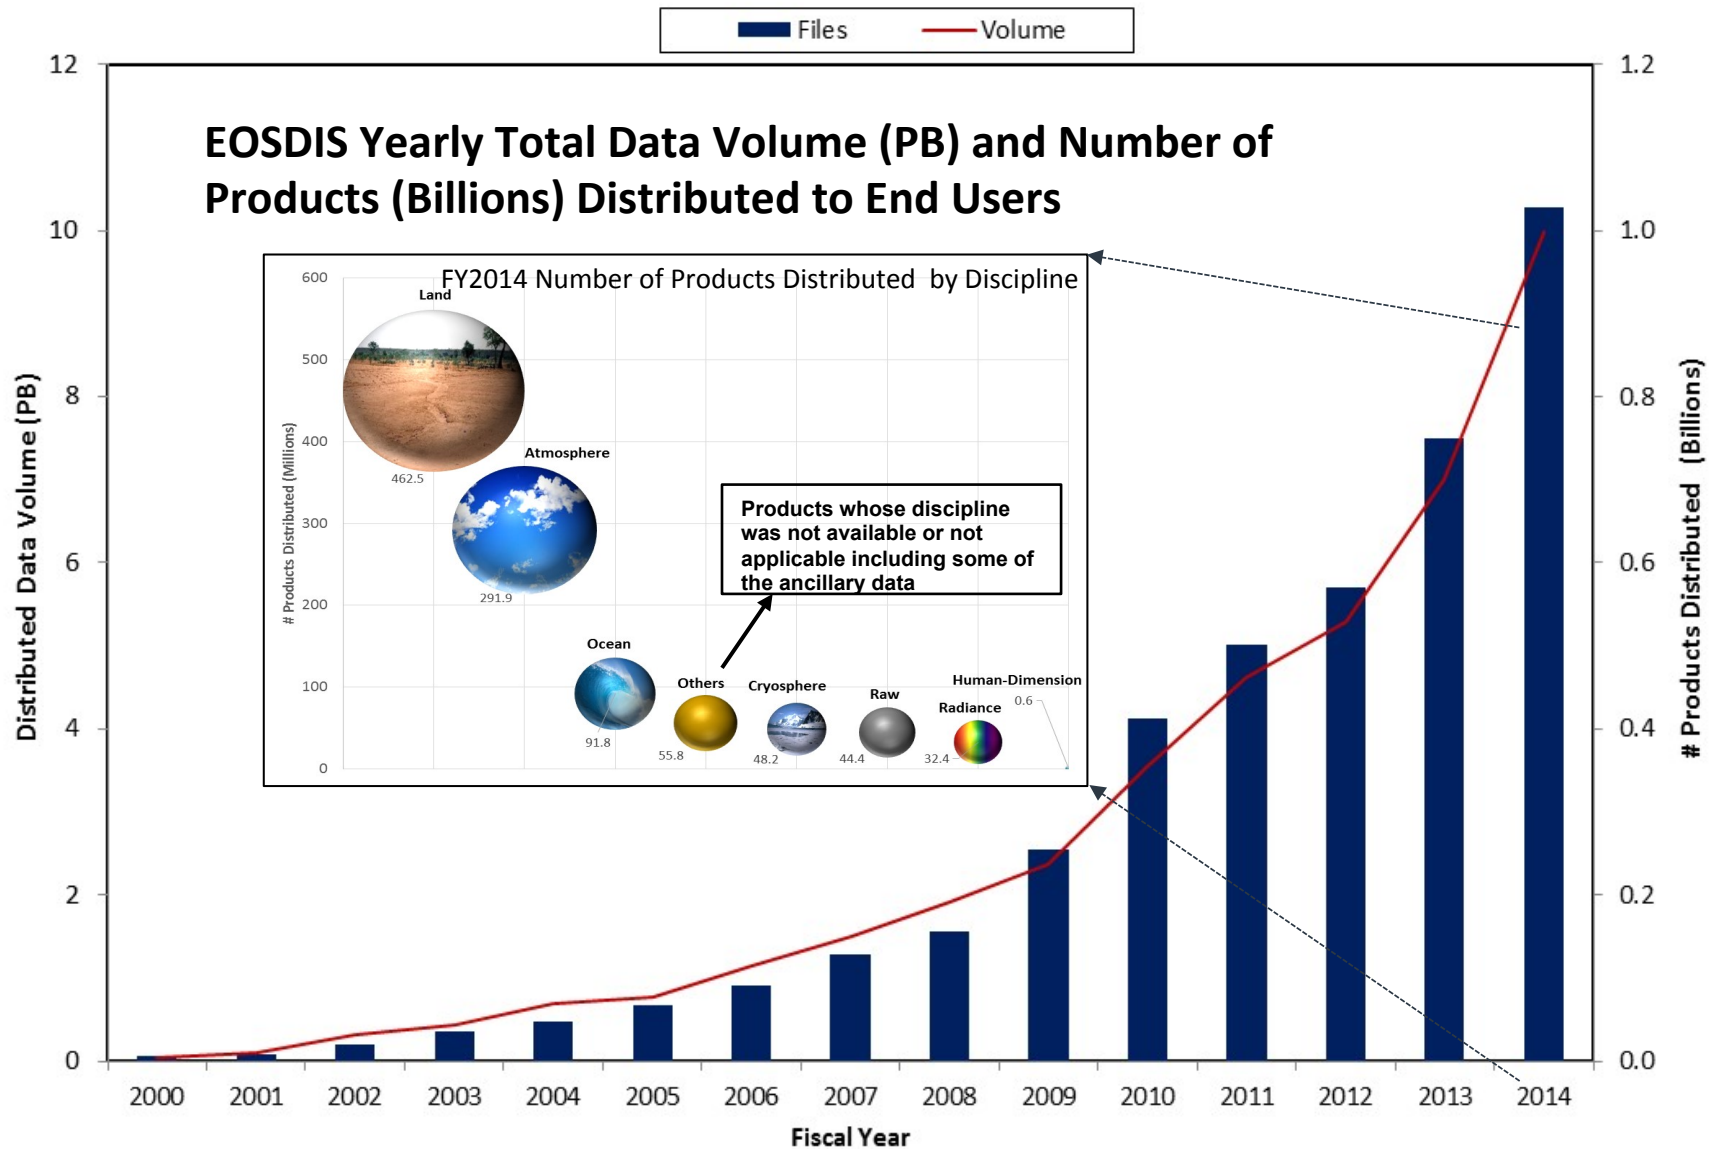 Files
Volume
12
1.2
EOSDIS Yearly Total Data Volume (PB) and Number of
Products (Billions) Distributed to End Users
10
1.0
8
0.8
6
0.6
4
0.4
2
0.2
0
0.0
Distributed Data Volume (PB)
# Products Distributed (Billions)
FY2014 Number of Products Distributed by Discipline
600
500
400
300
200
100
0
# Products Distributed (Millions)
Land
462.5
Atmosphere
291.9
Products whose discipline
was not available or not
applicable including some of
the ancillary data
Ocean
91.8
Others
55.8
Cryosphere
48.2
Raw
44.4
Radiance
32.4
Human-Dimension
0.6
2000 2001 2002 2003 2004 2005 2006 2007 2008 2009 2010 2011 2012 2013 2014
Fiscal Year